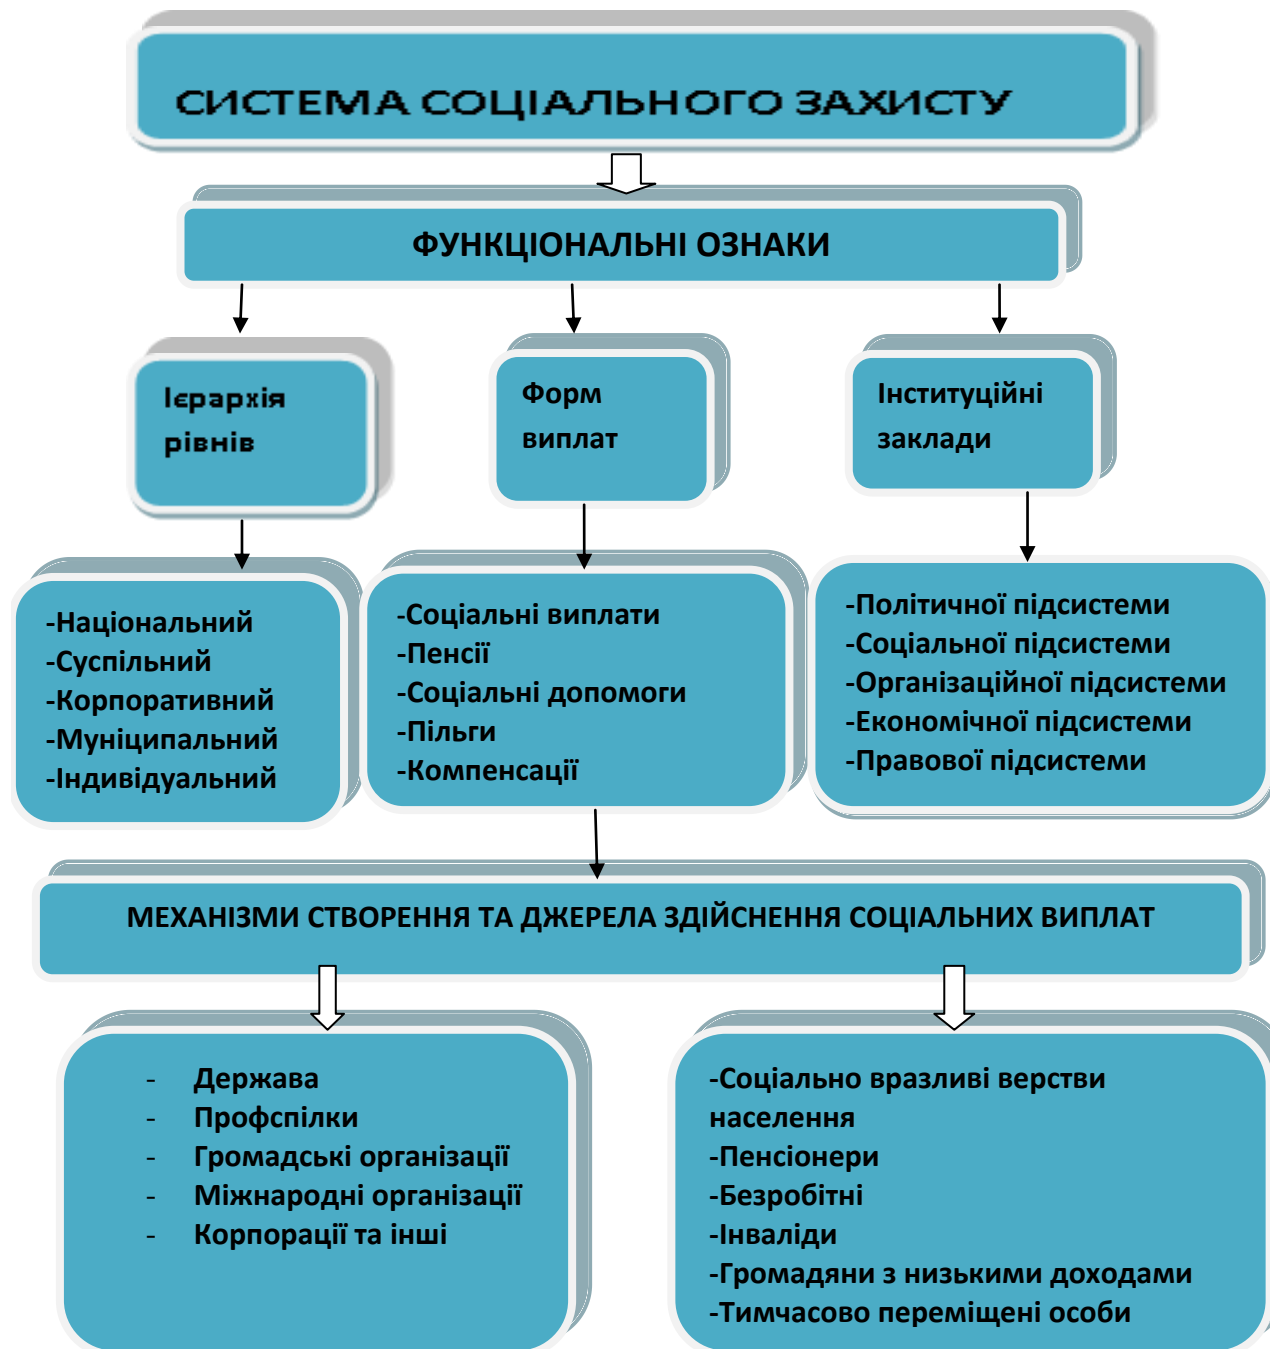 СИСТЕМА СОЦІАЛЬНОГО ЗАХИСТУ
ФУНКЦІОНАЛЬНІ ОЗНАКИ
Ієрархія
рівнів
Форм
виплат
Інституційні
заклади
-Національний
-Суспільний
-Корпоративний
-Муніципальний
-Індивідуальний
-Соціальні виплати
-Пенсії
-Соціальні допомоги
-Пільги
-Компенсації
-Політичної підсистеми
-Соціальної підсистеми
-Організаційної підсистеми
-Економічної підсистеми
-Правової підсистеми
МЕХАНІЗМИ СТВОРЕННЯ ТА ДЖЕРЕЛА ЗДІЙСНЕННЯ СОЦІАЛЬНИХ ВИПЛАТ
- Держава
- Профспілки
- Громадські організації
- Міжнародні організації
- Корпорації та інші
-Соціально вразливі верстви
населення
-Пенсіонери
-Безробітні
-Інваліди
-Громадяни з низькими доходами
-Тимчасово переміщені особи